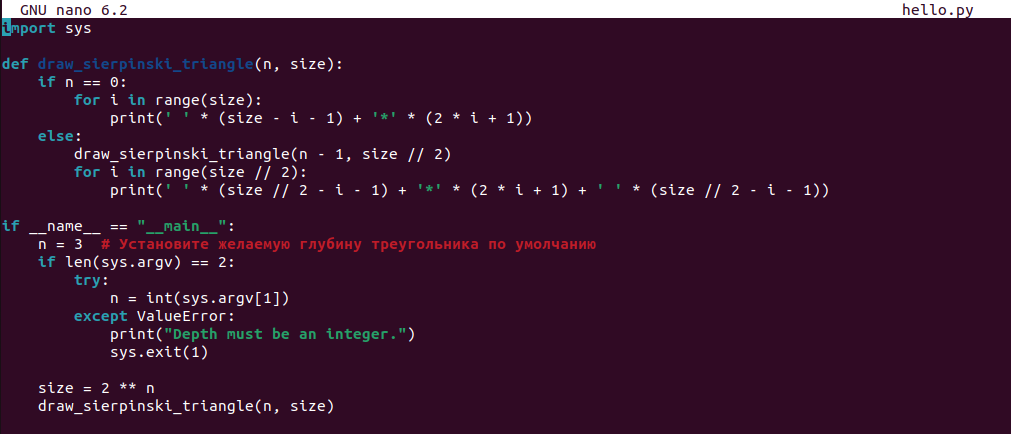 GNU nano 6.2 hello.py
import sys

def draw_sierpinski_triangle(n, size):
    if n == 0:
        for i in range(size):
            print(' ' * (size - i - 1) + '*' * (2 * i + 1))
    else:
        draw_sierpinski_triangle(n - 1, size // 2)
        for i in range(size // 2):
            print(' ' * (size // 2 - i - 1) + '*' * (2 * i + 1) + ' ' * (size // 2 - i - 1))

if __name__ == "__main__":
    n = 3  # Установите желаемую глубину треугольника по умолчанию
    if len(sys.argv) == 2:
        try:
            n = int(sys.argv[1])
        except ValueError:
            print("Depth must be an integer.")
            sys.exit(1)

    size = 2 ** n
    draw_sierpinski_triangle(n, size)